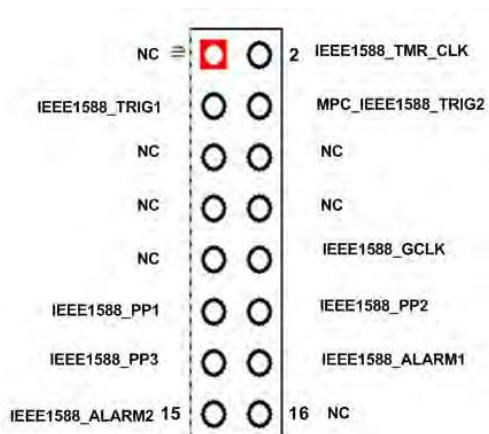 NC 2 IEEE1588_TMR_CLK
IEEE1588_TRIG1 MPC_IEEE1588_TRIG2
NC NC
NC NC
NC IEEE1588_GCLK
IEEE1588_PP1 IEEE1588_PP2
IEEE1588_PP3 IEEE1588_ALARM1
IEEE1588_ALARM2 15 16 NC